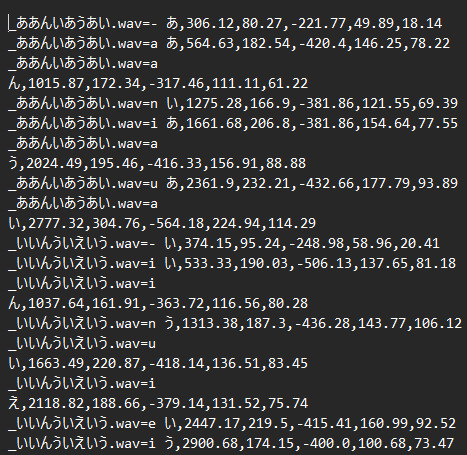 _ああんいあうあい.wav=- あ,306.12,80.27,-221.77,49.89,18.14
_ああんいあうあい.wav=a あ,564.63,182.54,-420.4,146.25,78.22
_ああんいあうあい.wav=a
ん,1015.87,172.34,-317.46,111.11,61.22
_ああんいあうあい.wav=n い,1275.28,166.9,-381.86,121.55,69.39
_ああんいあうあい.wav=i あ,1661.68,206.8,-381.86,154.64,77.55
_ああんいあうあい.wav=a
う,2024.49,195.46,-416.33,156.91,88.88
_ああんいあうあい.wav=u あ,2361.9,232.21,-432.66,177.79,93.89
_ああんいあうあい.wav=a
い,2777.32,304.76,-564.18,224.94,114.29
_いいんういえいう.wav=- い,374.15,95.24,-248.98,58.96,20.41
_いいんういえいう.wav=i い,533.33,190.03,-506.13,137.65,81.18
_いいんういえいう.wav=i
ん,1037.64,161.91,-363.72,116.56,80.28
_いいんういえいう.wav=n う,1313.38,187.3,-436.28,143.77,106.12
_いいんういえいう.wav=u
い,1663.49,220.87,-418.14,136.51,83.45
_いいんういえいう.wav=i
え,2118.82,188.66,-379.14,131.52,75.74
_いいんういえいう.wav=e い,2447.17,219.5,-415.41,160.99,92.52
_いいんういえいう.wav=i う,2900.68,174.15,-400.0,100.68,73.47